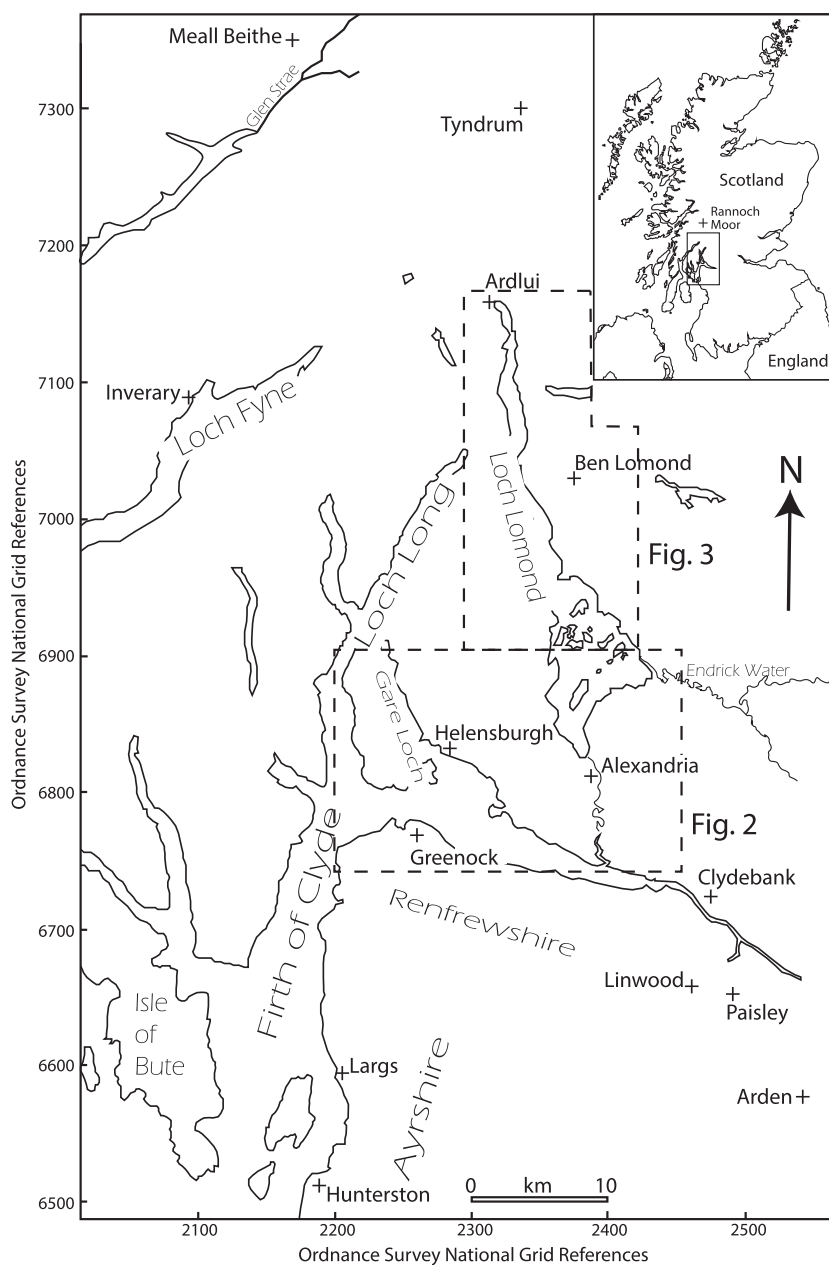 Meall Beithe
Glen Strae
7300
Tyndrum
Scotland
Rannoch
Moor
England
7200
Ardlui
7100
Inverary
Loch Fyne
Ben Lomond
N
Loch Lomond
Loch Long
7000
Fig. 3
Ordnance Survey National Grid References
6900
Endrick Water
Gare Loch
Helensburgh
Alexandria
6800
Fig. 2
Greenock
Firth of Clyde
Clydebank
Renfrewshire
6700
Linwood
Paisley
Isle
of
Bute
6600
Largs
Ayrshire
Arden
0 km 10
Hunterston
6500
2100 2200 2300 2400 2500
Ordnance Survey National Grid References